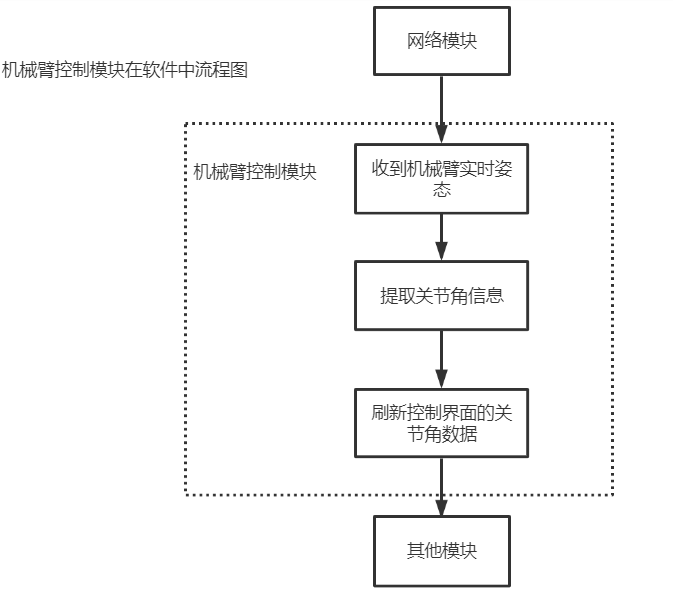 网络模块
机械臂控制模块在软件中流程图
机械臂控制模块
收到机械臂实时姿
态
提取关节角信息
刷新控制界面的关
节角数据
其他模块